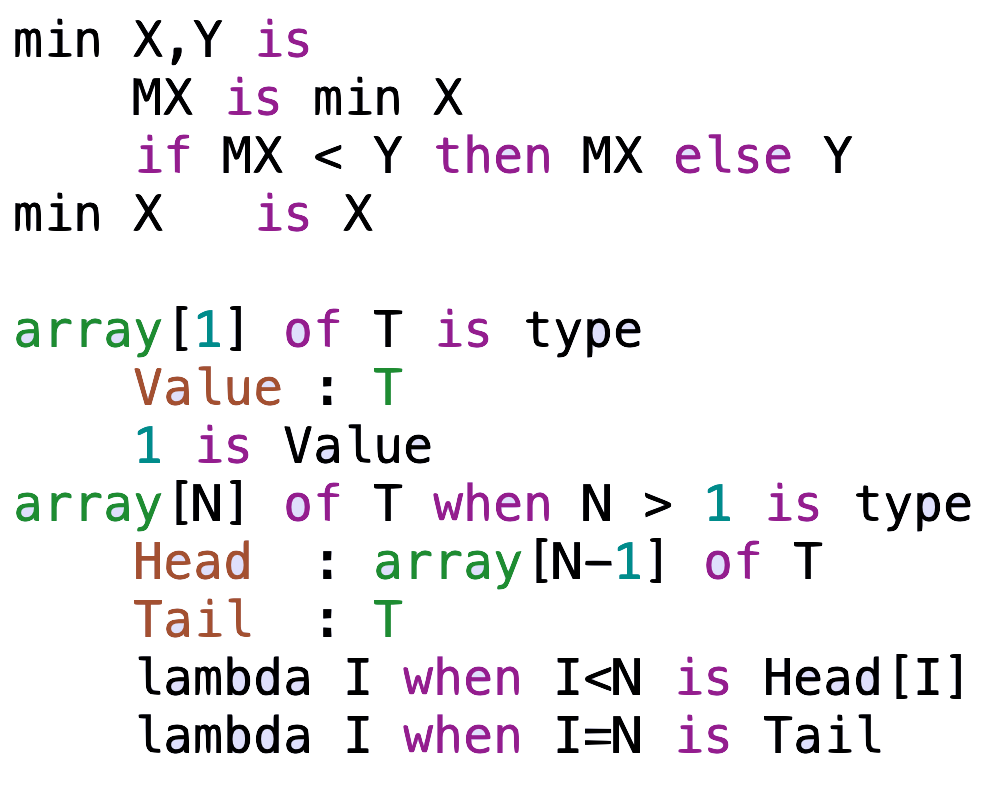 min X,Y is
    MX is min X
    if MX < Y then MX else Y
min X   is X

array[1] of T is type
    Value : T
    1 is Value
array[N] of T when N > 1 is type
    Head  : array[N-1] of T
    Tail  : T
    lambda I when I<N is Head[I]
    lambda I when I=N is Tail